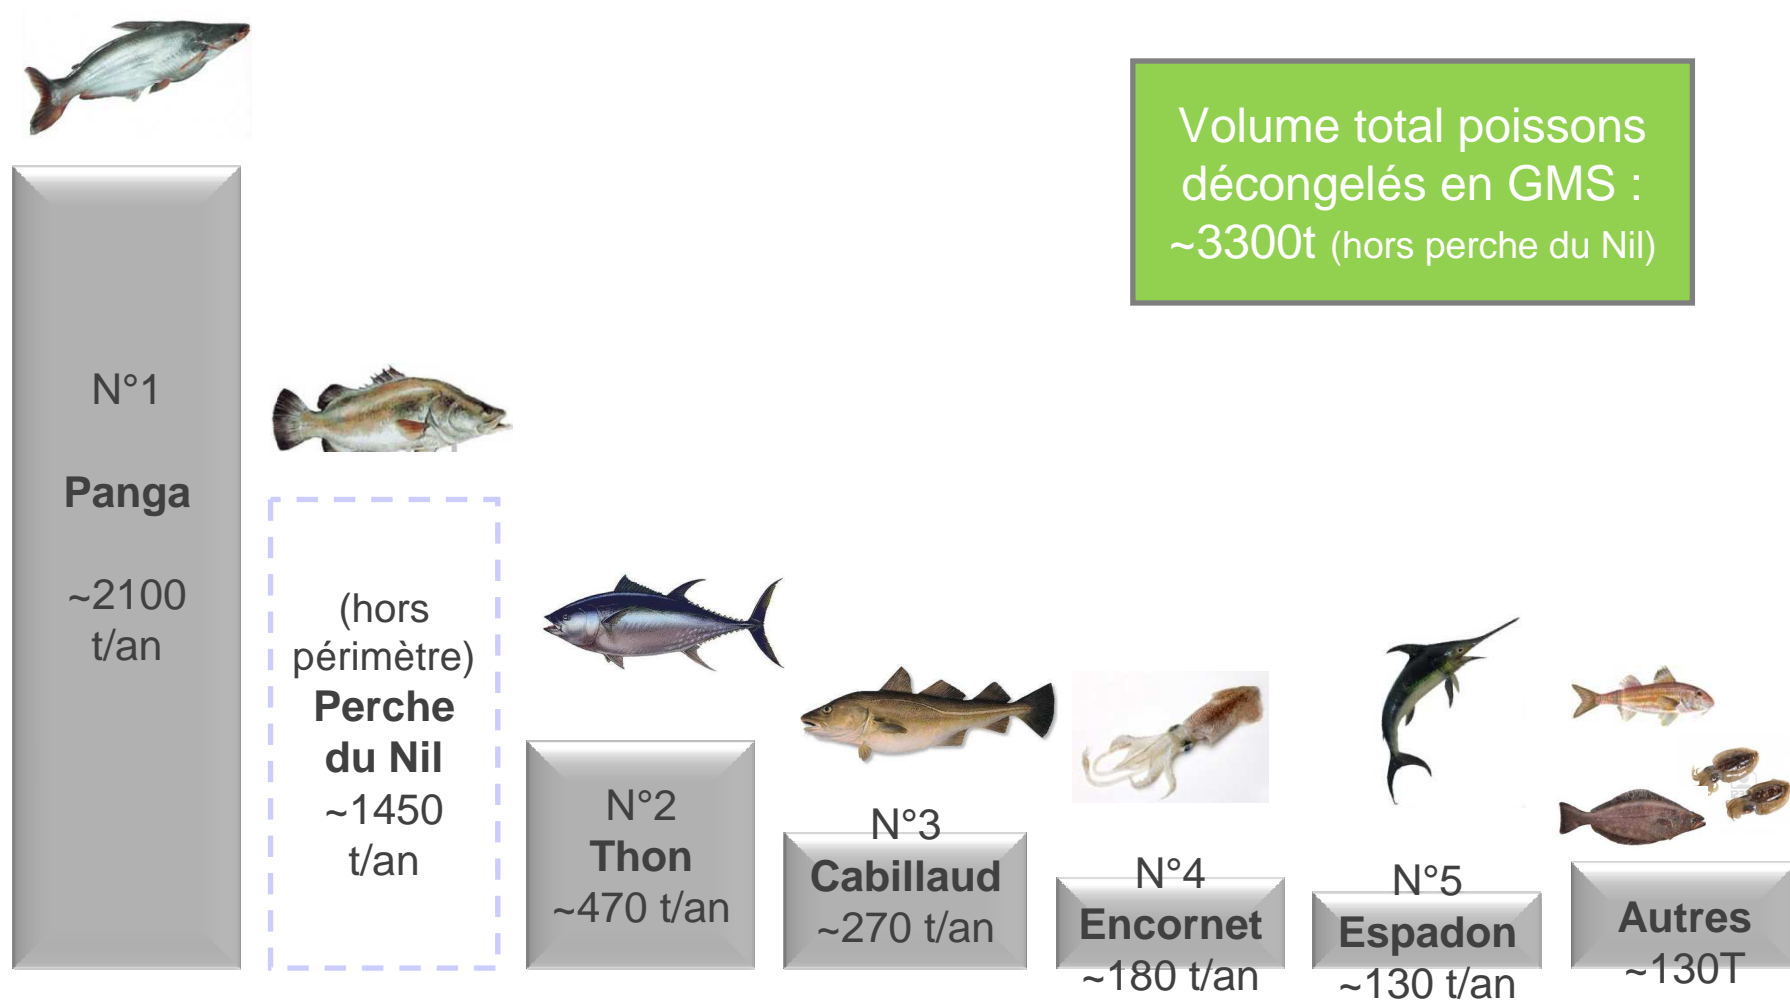 Volume total poissons
décongelés en GMS :
~3300t (hors perche du Nil)
N°1
Panga
~2100
t/an
(hors
périmètre)
Perche
du Nil
~1450
t/an
N°2
Thon
~470 t/an
N°3
Cabillaud
~270 t/an
N°4
Encornet
~180 t/an
N°5
Espadon
~130 t/an
Autres
~130T